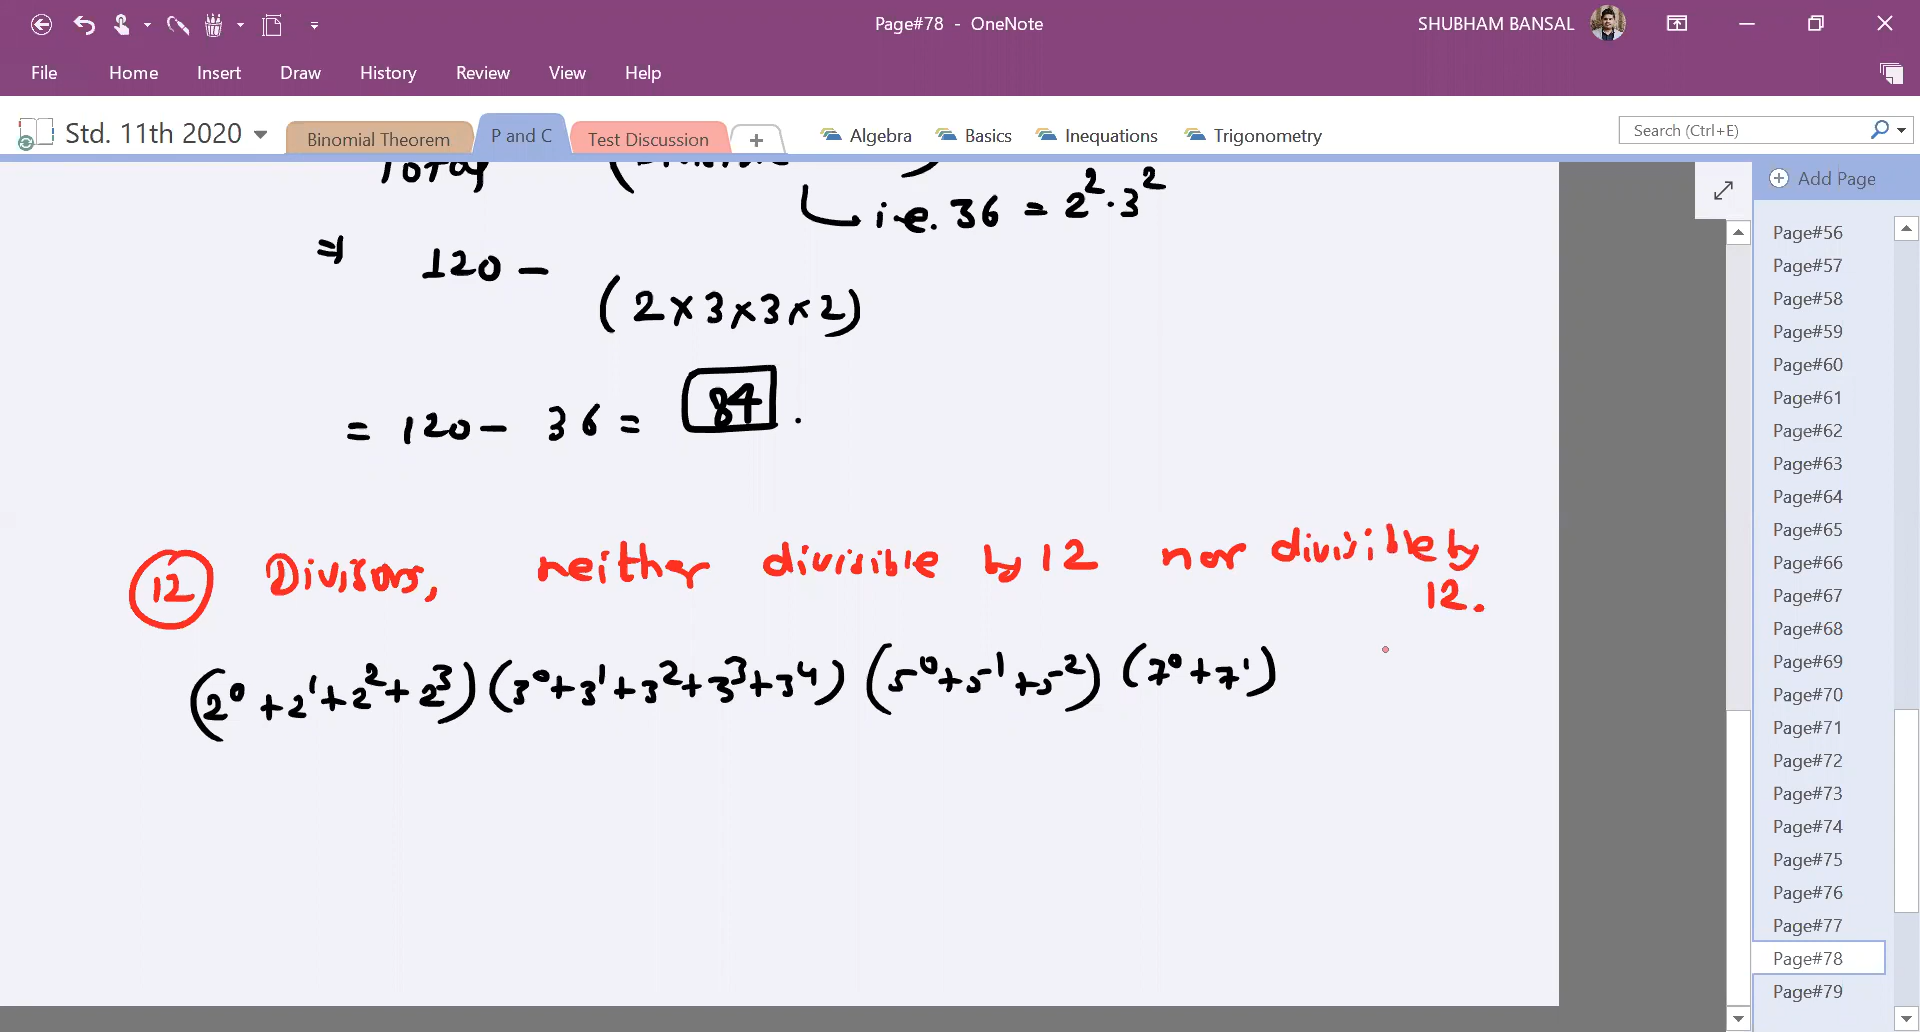 Page#78 - OneNote
SHUBHAM BANSAL
File Home Insert Draw History Review View Help
Std. 11th 2020
Binomial Theorem
P and C
Test Discussion
+
Algebra
Basics
Inequations
Trigonometry
Search (Ctrl+E)
Add Page
Total
i.e. 36 = 2² · 3²
⇒ 120 –
(2 × 3 × 3 × 2)
= 120 – 36 = 84 .
12 Divisors, neither divisible by 12 nor divisible by
12.
(2⁰ + 2¹ + 2² + 2³) (3⁰ + 3¹ + 3² + 3³ + 3⁴) (5⁰ + 5¹ + 5²) (7⁰ + 7¹)
Page#56
Page#57
Page#58
Page#59
Page#60
Page#61
Page#62
Page#63
Page#64
Page#65
Page#66
Page#67
Page#68
Page#69
Page#70
Page#71
Page#72
Page#73
Page#74
Page#75
Page#76
Page#77
Page#78
Page#79